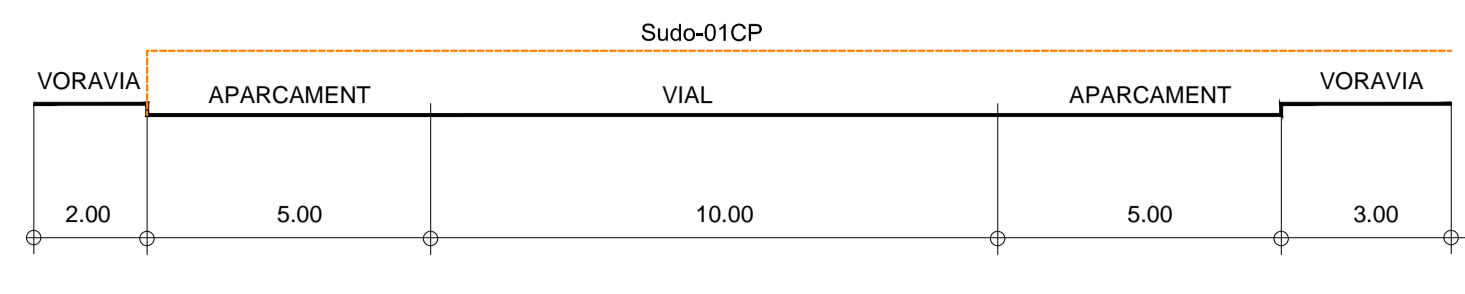 Sudo-01CP
VORAVIA APARCAMENT VIAL APARCAMENT VORAVIA
2.00 5.00 10.00 5.00 3.00